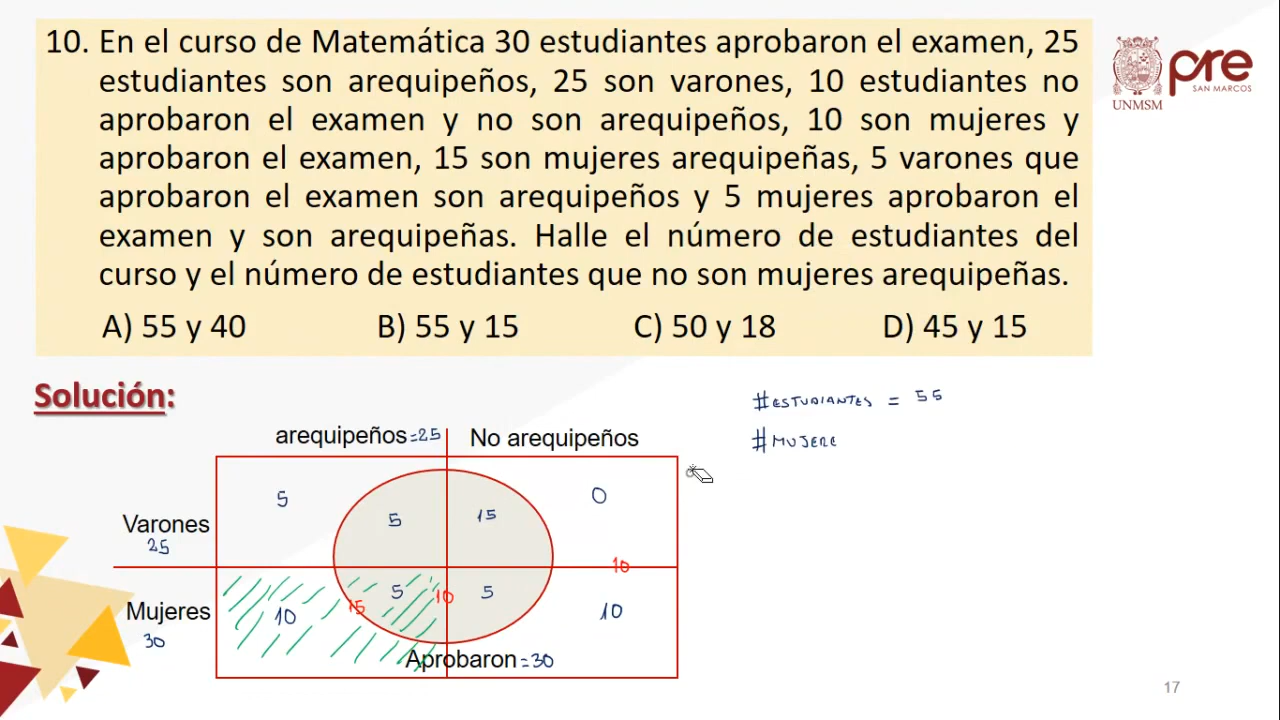 10. En el curso de Matemática 30 estudiantes aprobaron el examen, 25
estudiantes son arequipeños, 25 son varones, 10 estudiantes no
aprobaron el examen y no son arequipeños, 10 son mujeres y
aprobaron el examen, 15 son mujeres arequipeñas, 5 varones que
aprobaron el examen son arequipeños y 5 mujeres aprobaron el
examen y son arequipeñas. Halle el número de estudiantes del
curso y el número de estudiantes que no son mujeres arequipeñas.
A) 55 y 40 B) 55 y 15 C) 50 y 18 D) 45 y 15
pre
SAN MARCOS
UNMSM
Solución:
#ESTUDIANTES = 55
#MUJERE
arequipeños =25 No arequipeños
5 5 15 0
Varones
25
10
Mujeres
30
10 15 5 10 5 10
Aprobaron =30
17